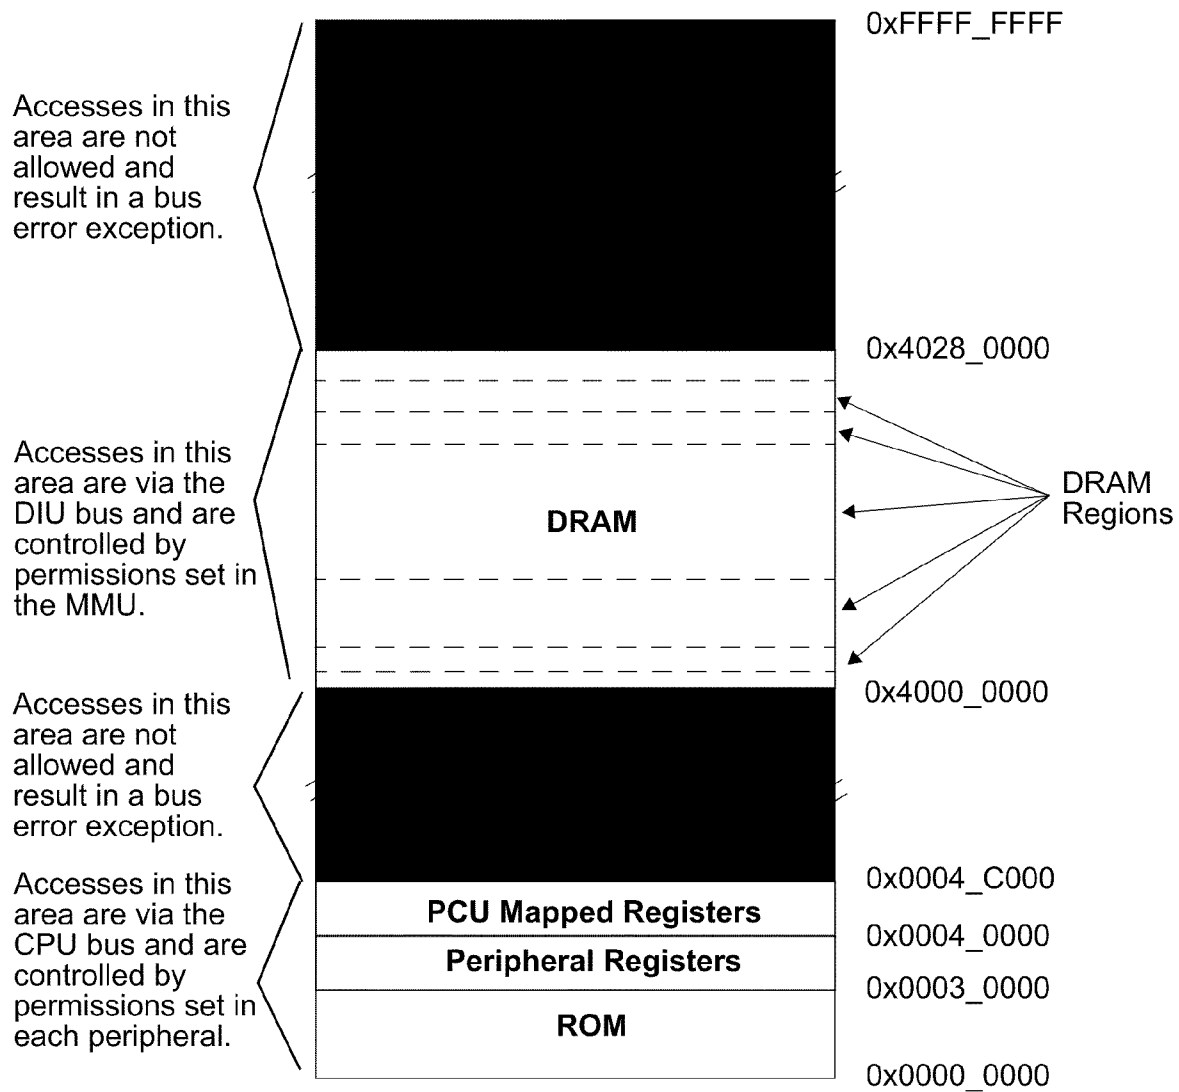 0xFFFF_FFFF
Accesses in this
area are not
allowed and
result in a bus
error exception.
0x4028_0000
Accesses in this
area are via the
DIU bus and are
controlled by
permissions set in
the MMU.
DRAM
DRAM
Regions
0x4000_0000
Accesses in this
area are not
allowed and
result in a bus
error exception.
0x0004_C000
Accesses in this
area are via the
CPU bus and are
controlled by
permissions set in
each peripheral.
PCU Mapped Registers
0x0004_0000
Peripheral Registers
0x0003_0000
ROM
0x0000_0000